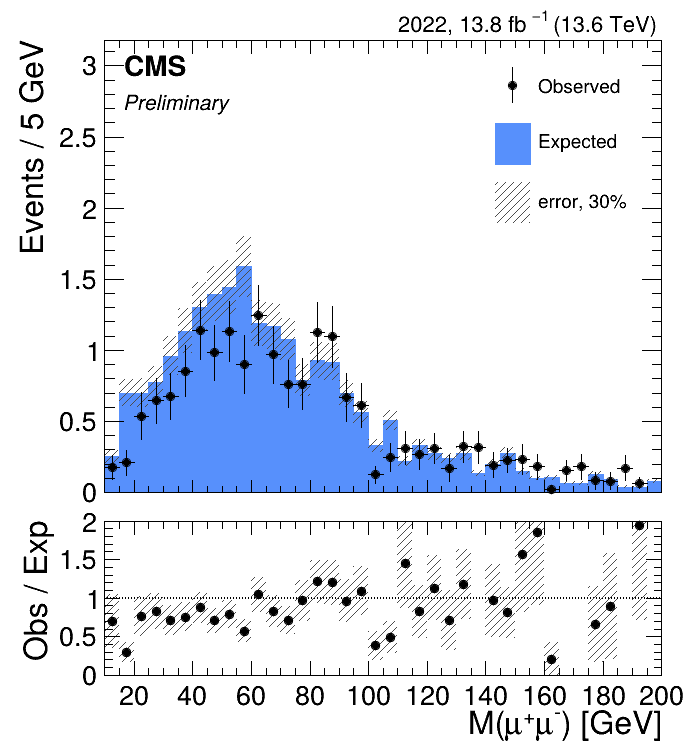 2022, 13.8 fb⁻¹ (13.6 TeV)
CMS
Preliminary
Observed
Expected
error, 30%
Events / 5 GeV
3
2.5
2
1.5
1
0.5
0
Obs / Exp
2
1.5
1
0.5
0
20 40 60 80 100 120 140 160 180 200
M(μ⁺μ⁻) [GeV]